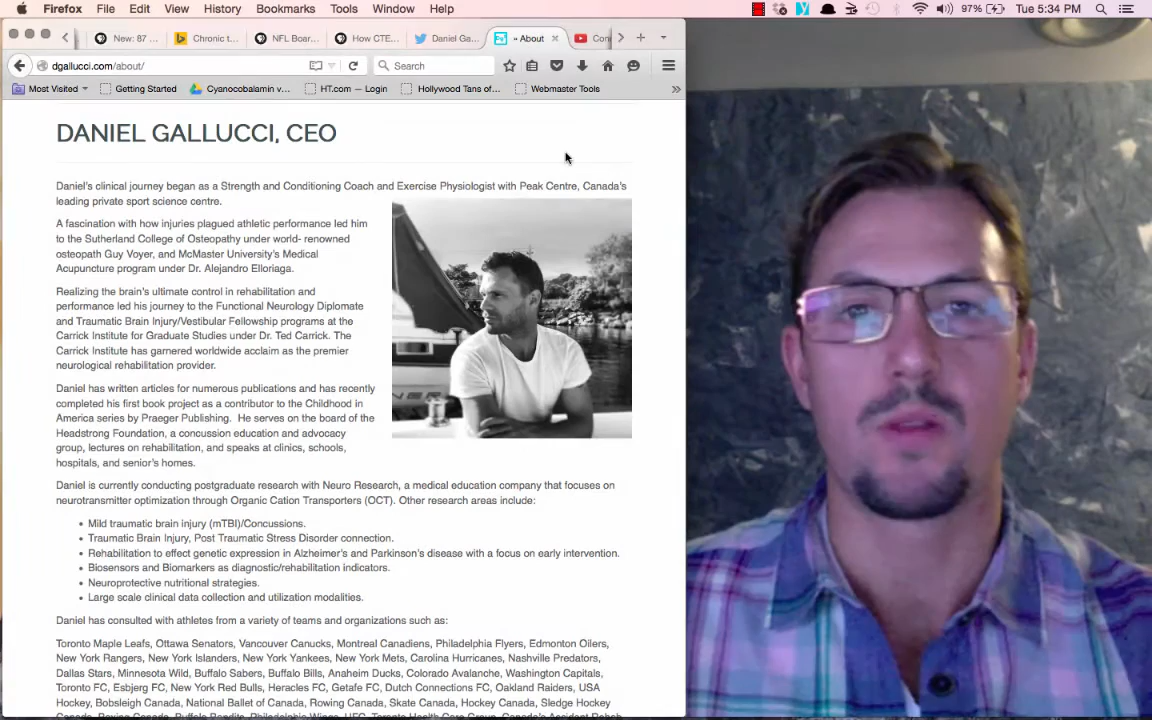 Firefox File Edit View History Bookmarks Tools Window Help 97% Tue 5:34 PM
New: 87 ... Chronic t... NFL Boar... How CTE... Daniel Ga... » About Con
dgallucci.com/about/ Search
Most Visited Getting Started Cyanocobalamin v... HT.com — Login Hollywood Tans of... Webmaster Tools »
DANIEL GALLUCCI, CEO
Daniel's clinical journey began as a Strength and Conditioning Coach and Exercise Physiologist with Peak Centre, Canada's
leading private sport science centre.
A fascination with how injuries plagued athletic performance led him
to the Sutherland College of Osteopathy under world- renowned
osteopath Guy Voyer, and McMaster University's Medical
Acupuncture program under Dr. Alejandro Elloriaga.
Realizing the brain's ultimate control in rehabilitation and
performance led his journey to the Functional Neurology Diplomate
and Traumatic Brain Injury/Vestibular Fellowship programs at the
Carrick Institute for Graduate Studies under Dr. Ted Carrick. The
Carrick Institute has garnered worldwide acclaim as the premier
neurological rehabilitation provider.
Daniel has written articles for numerous publications and has recently
completed his first book project as a contributor to the Childhood in
America series by Praeger Publishing. He serves on the board of the
Headstrong Foundation, a concussion education and advocacy
group, lectures on rehabilitation, and speaks at clinics, schools,
hospitals, and senior's homes.
Daniel is currently conducting postgraduate research with Neuro Research, a medical education company that focuses on
neurotransmitter optimization through Organic Cation Transporters (OCT). Other research areas include:
• Mild traumatic brain injury (mTBI)/Concussions.
• Traumatic Brain Injury, Post Traumatic Stress Disorder connection.
• Rehabilitation to effect genetic expression in Alzheimer's and Parkinson's disease with a focus on early intervention.
• Biosensors and Biomarkers as diagnostic/rehabilitation indicators.
• Neuroprotective nutritional strategies.
• Large scale clinical data collection and utilization modalities.
Daniel has consulted with athletes from a variety of teams and organizations such as:
Toronto Maple Leafs, Ottawa Senators, Vancouver Canucks, Montreal Canadiens, Philadelphia Flyers, Edmonton Oilers,
New York Rangers, New York Islanders, New York Yankees, New York Mets, Carolina Hurricanes, Nashville Predators,
Dallas Stars, Minnesota Wild, Buffalo Sabers, Buffalo Bills, Anaheim Ducks, Colorado Avalanche, Washington Capitals,
Toronto FC, Esbjerg FC, New York Red Bulls, Heracles FC, Getafe FC, Dutch Connections FC, Oakland Raiders, USA
Hockey, Bobsleigh Canada, National Ballet of Canada, Rowing Canada, Skate Canada, Hockey Canada, Sledge Hockey
Canada, Rowing Canada, Buffalo Bandits, Philadelphia Wings, UFC, Toronto Health Care Group, Canada's Accident Rehab